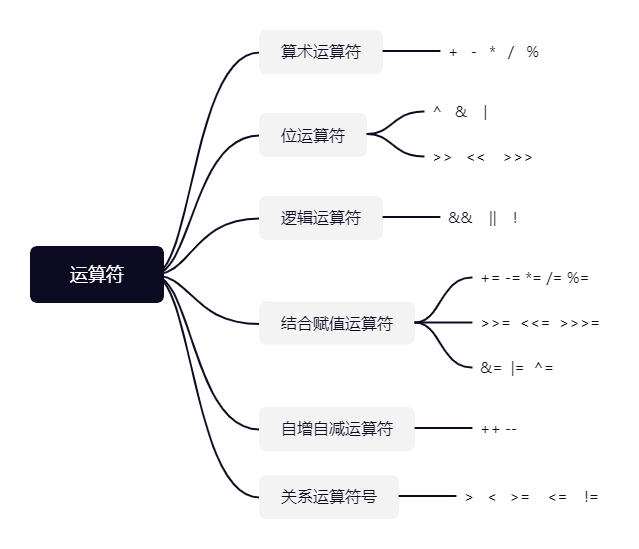 运算符
算术运算符
+ - * / %
位运算符
^ & |
>> << >>>
逻辑运算符
&& || !
结合赋值运算符
+= -= *= /= %=
>>= <<= >>>=
&= |= ^=
自增自减运算符
++ --
关系运算符号
> < >= <= !=